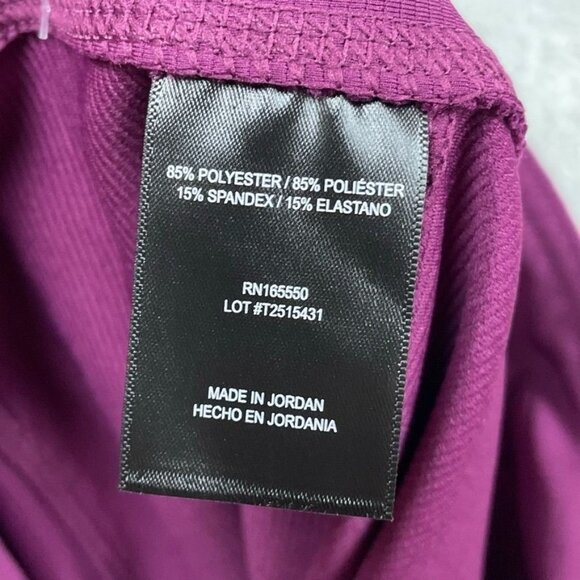 85% POLYESTER / 85% POLIÉSTER
15% SPANDEX / 15% ELASTANO
RN165550
LOT #T2515431
MADE IN JORDAN
HECHO EN JORDANIA